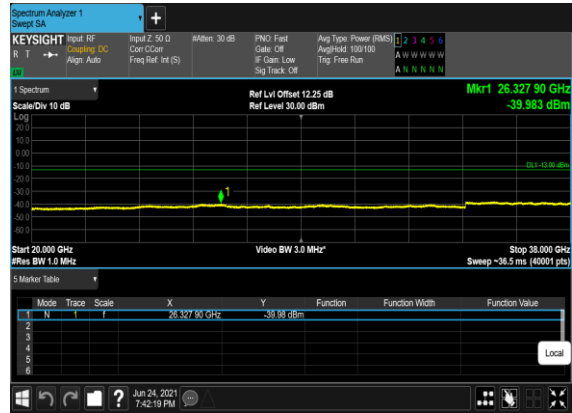 Spectrum Analyzer 1
Swept SA
+
KEYSIGHT Input: RF Input Z: 50 Ω #Atten: 30 dB PNO: Fast Avg Type: Power (RMS) 1 2 3 4 5 6
R T Coupling: DC Corr CCorr Gate: Off Avg|Hold: 100/100 A W W W W W
Align: Auto Freq Ref: Int (S) IF Gain: Low Trig: Free Run
LW Sig Track: Off A N N N N N
1 Spectrum Ref Lvl Offset 12.25 dB Mkr1 26.327 90 GHz
Scale/Div 10 dB Ref Level 30.00 dBm -39.983 dBm
Log
20.0
10.0
0.00
-10.0 DL1 -13.00 dBm
-20.0
-30.0 1
-40.0
-50.0
-60.0
Start 20.000 GHz Video BW 3.0 MHz* Stop 38.000 GHz
#Res BW 1.0 MHz Sweep ~36.5 ms (40001 pts)
5 Marker Table
Mode Trace Scale X Y Function Function Width Function Value
1 N 1 f 26.327 90 GHz -39.98 dBm
2
3
4
5
6
Local
? Jun 24, 2021
7:42:19 PM